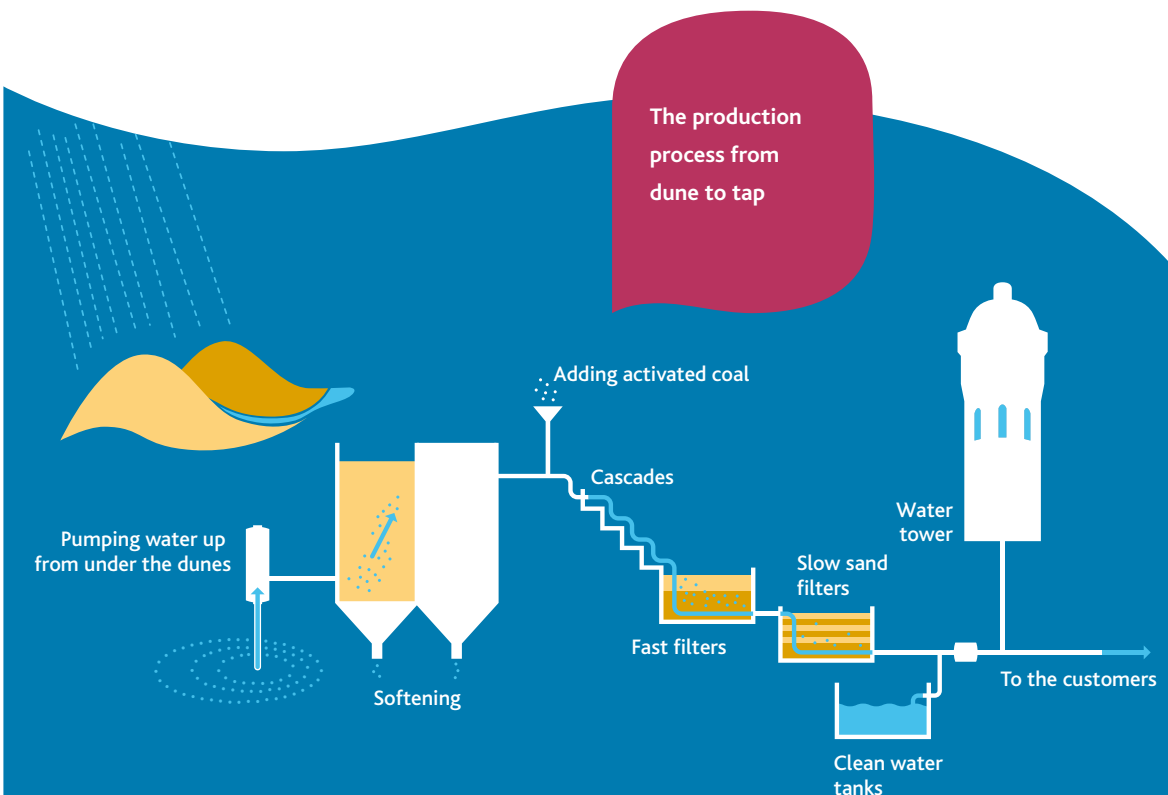 The production
process from
dune to tap
Adding activated coal
Cascades
Water
tower
Pumping water up
from under the dunes
Slow sand
filters
Fast filters
Softening
To the customers
Clean water
tanks